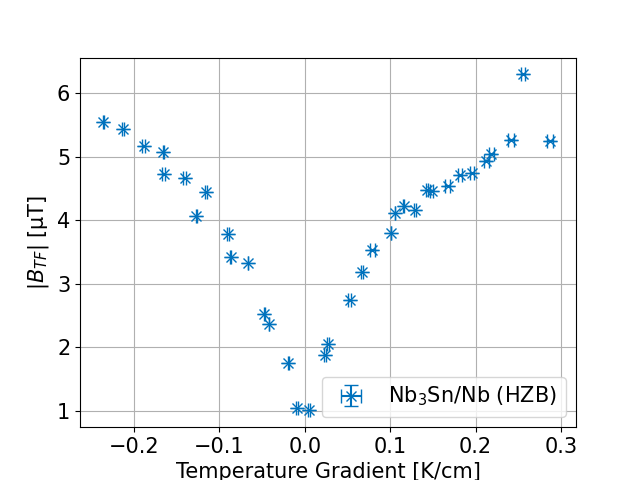 6
5
4
3
2
1
|B_TF| [µT]
Nb₃Sn/Nb (HZB)
−0.2 −0.1 0.0 0.1 0.2 0.3
Temperature Gradient [K/cm]